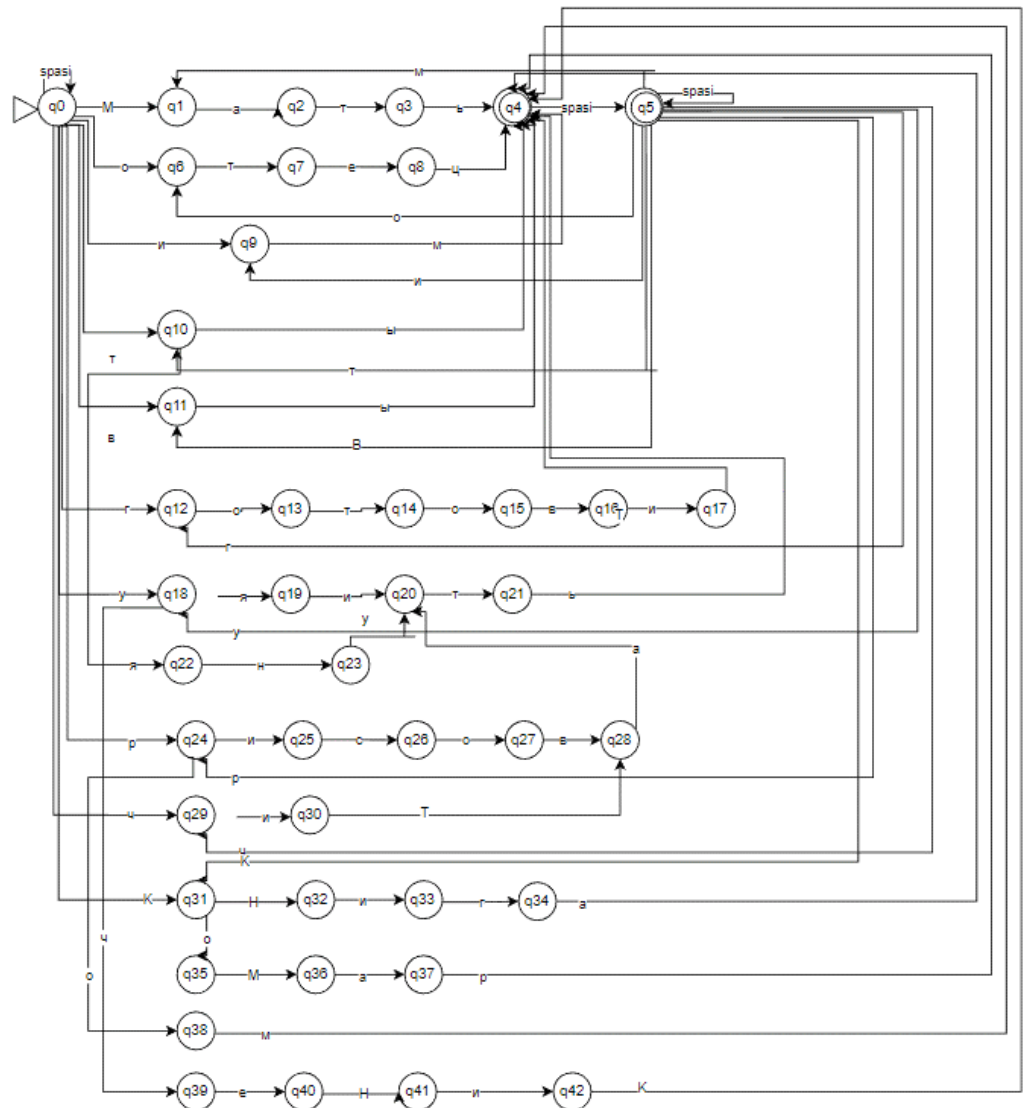 spasi
м
spasi
q0 М q1 а q2 т q3 ь q4 spasi q5
о q6 т q7 е q8 ц
о
и q9 м
и
q10 ы
т т
q11 ы
в В
г q12 о q13 т q14 о q15 в q16 т и q17
г
у q18 я q19 и q20 т q21 ь
у у
я q22 н q23 а
р q24 и q25 с q26 о q27 в q28
р
ч q29 и q30 Т
ч
К
К q31 Н q32 и q33 г q34 а
ч о
о q35 М q36 а q37 р
q38 м
q39 е q40 Н q41 и q42 К